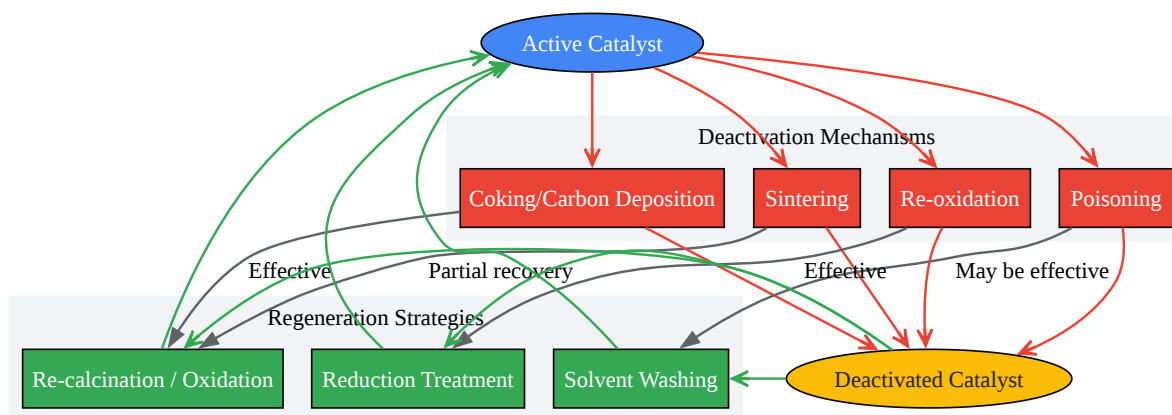 Active Catalyst
Deactivation Mechanisms
Coking/Carbon Deposition
Sintering
Re-oxidation
Poisoning
Effective
Partial recovery
Effective
May be effective
Regeneration Strategies
Re-calcination / Oxidation
Reduction Treatment
Solvent Washing
Deactivated Catalyst